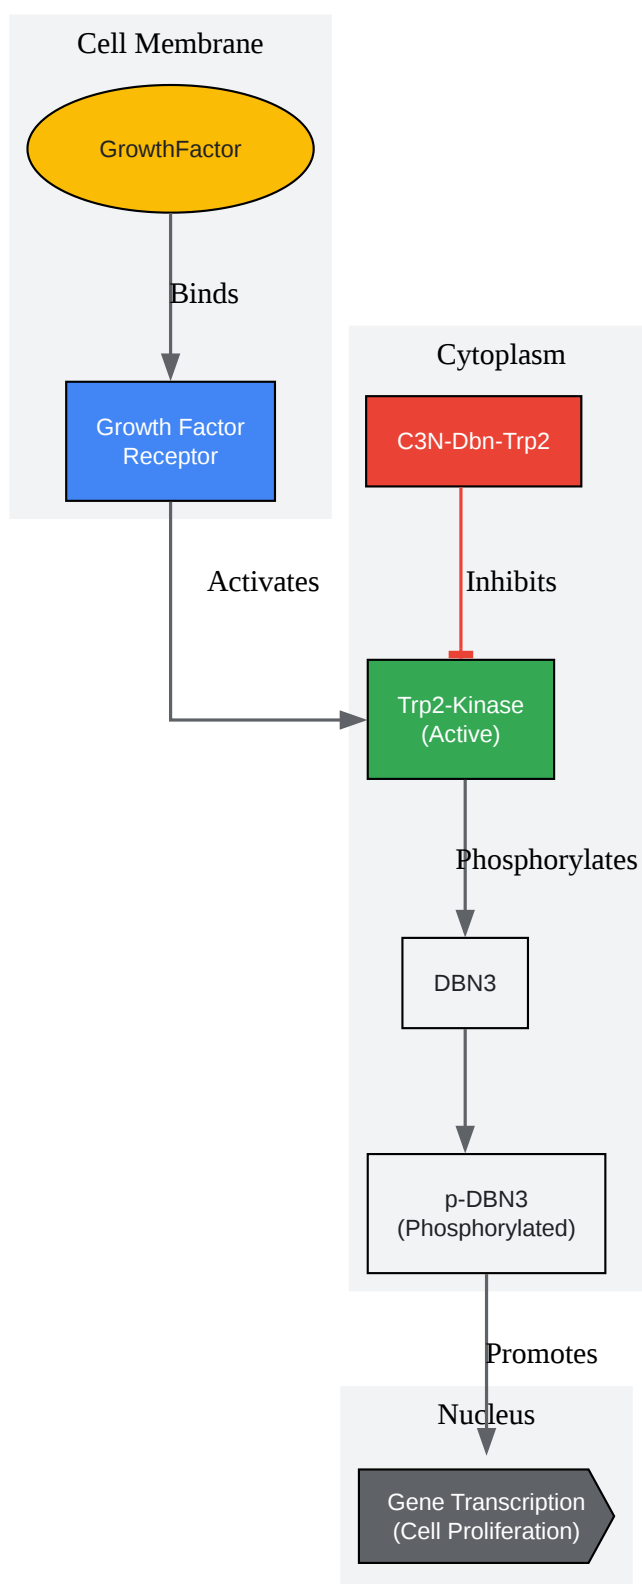 Cell Membrane
GrowthFactor
Binds
Growth Factor
Receptor
Activates
Cytoplasm
C3N-Dbn-Trp2
Inhibits
Trp2-Kinase
(Active)
Phosphorylates
DBN3
p-DBN3
(Phosphorylated)
Promotes
Nucleus
Gene Transcription
(Cell Proliferation)